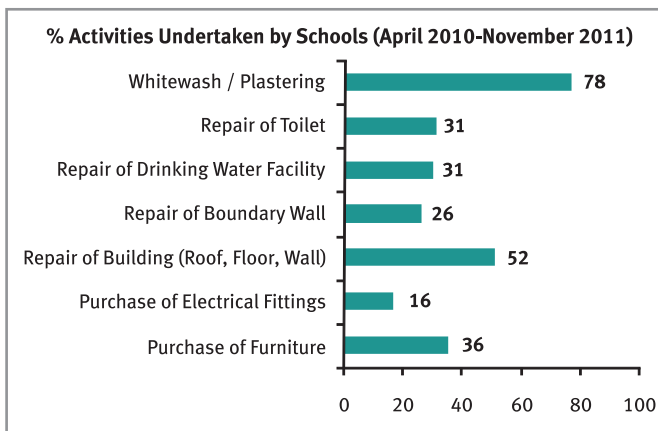 % Activities Undertaken by Schools (April 2010-November 2011)
Whitewash / Plastering 78
Repair of Toilet 31
Repair of Drinking Water Facility 31
Repair of Boundary Wall 26
Repair of Building (Roof, Floor, Wall) 52
Purchase of Electrical Fittings 16
Purchase of Furniture 36
0 20 40 60 80 100